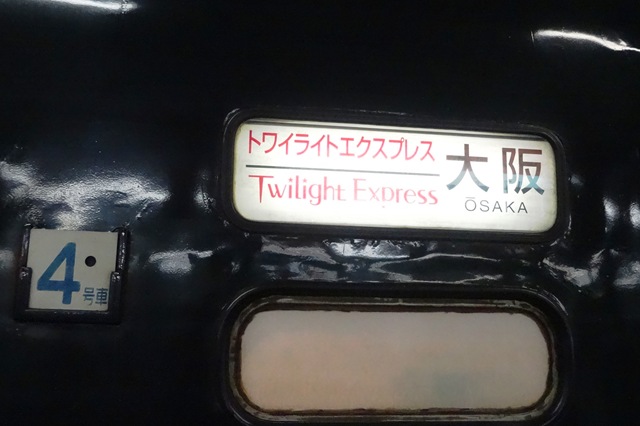 トワイライトエクスプレス
Twilight Express
大阪
ŌSAKA
4
号車